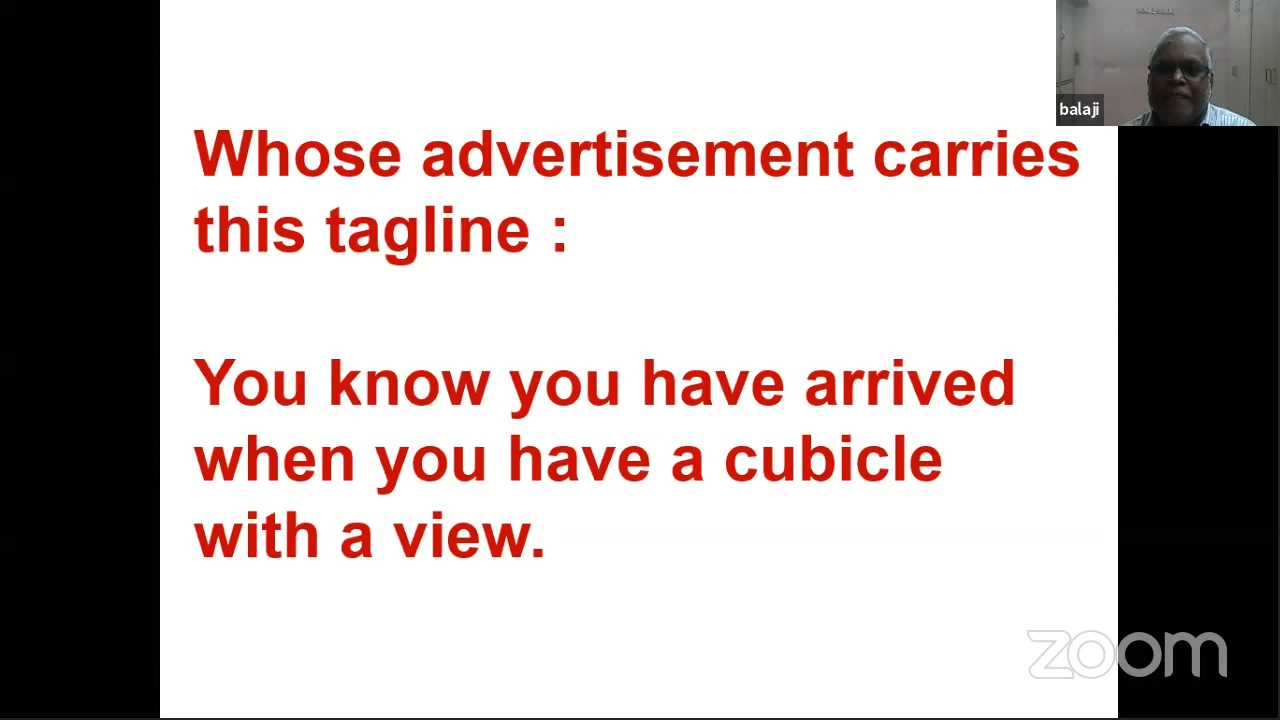 Whose advertisement carries
this tagline :
You know you have arrived
when you have a cubicle
with a view.
balaji
zoom